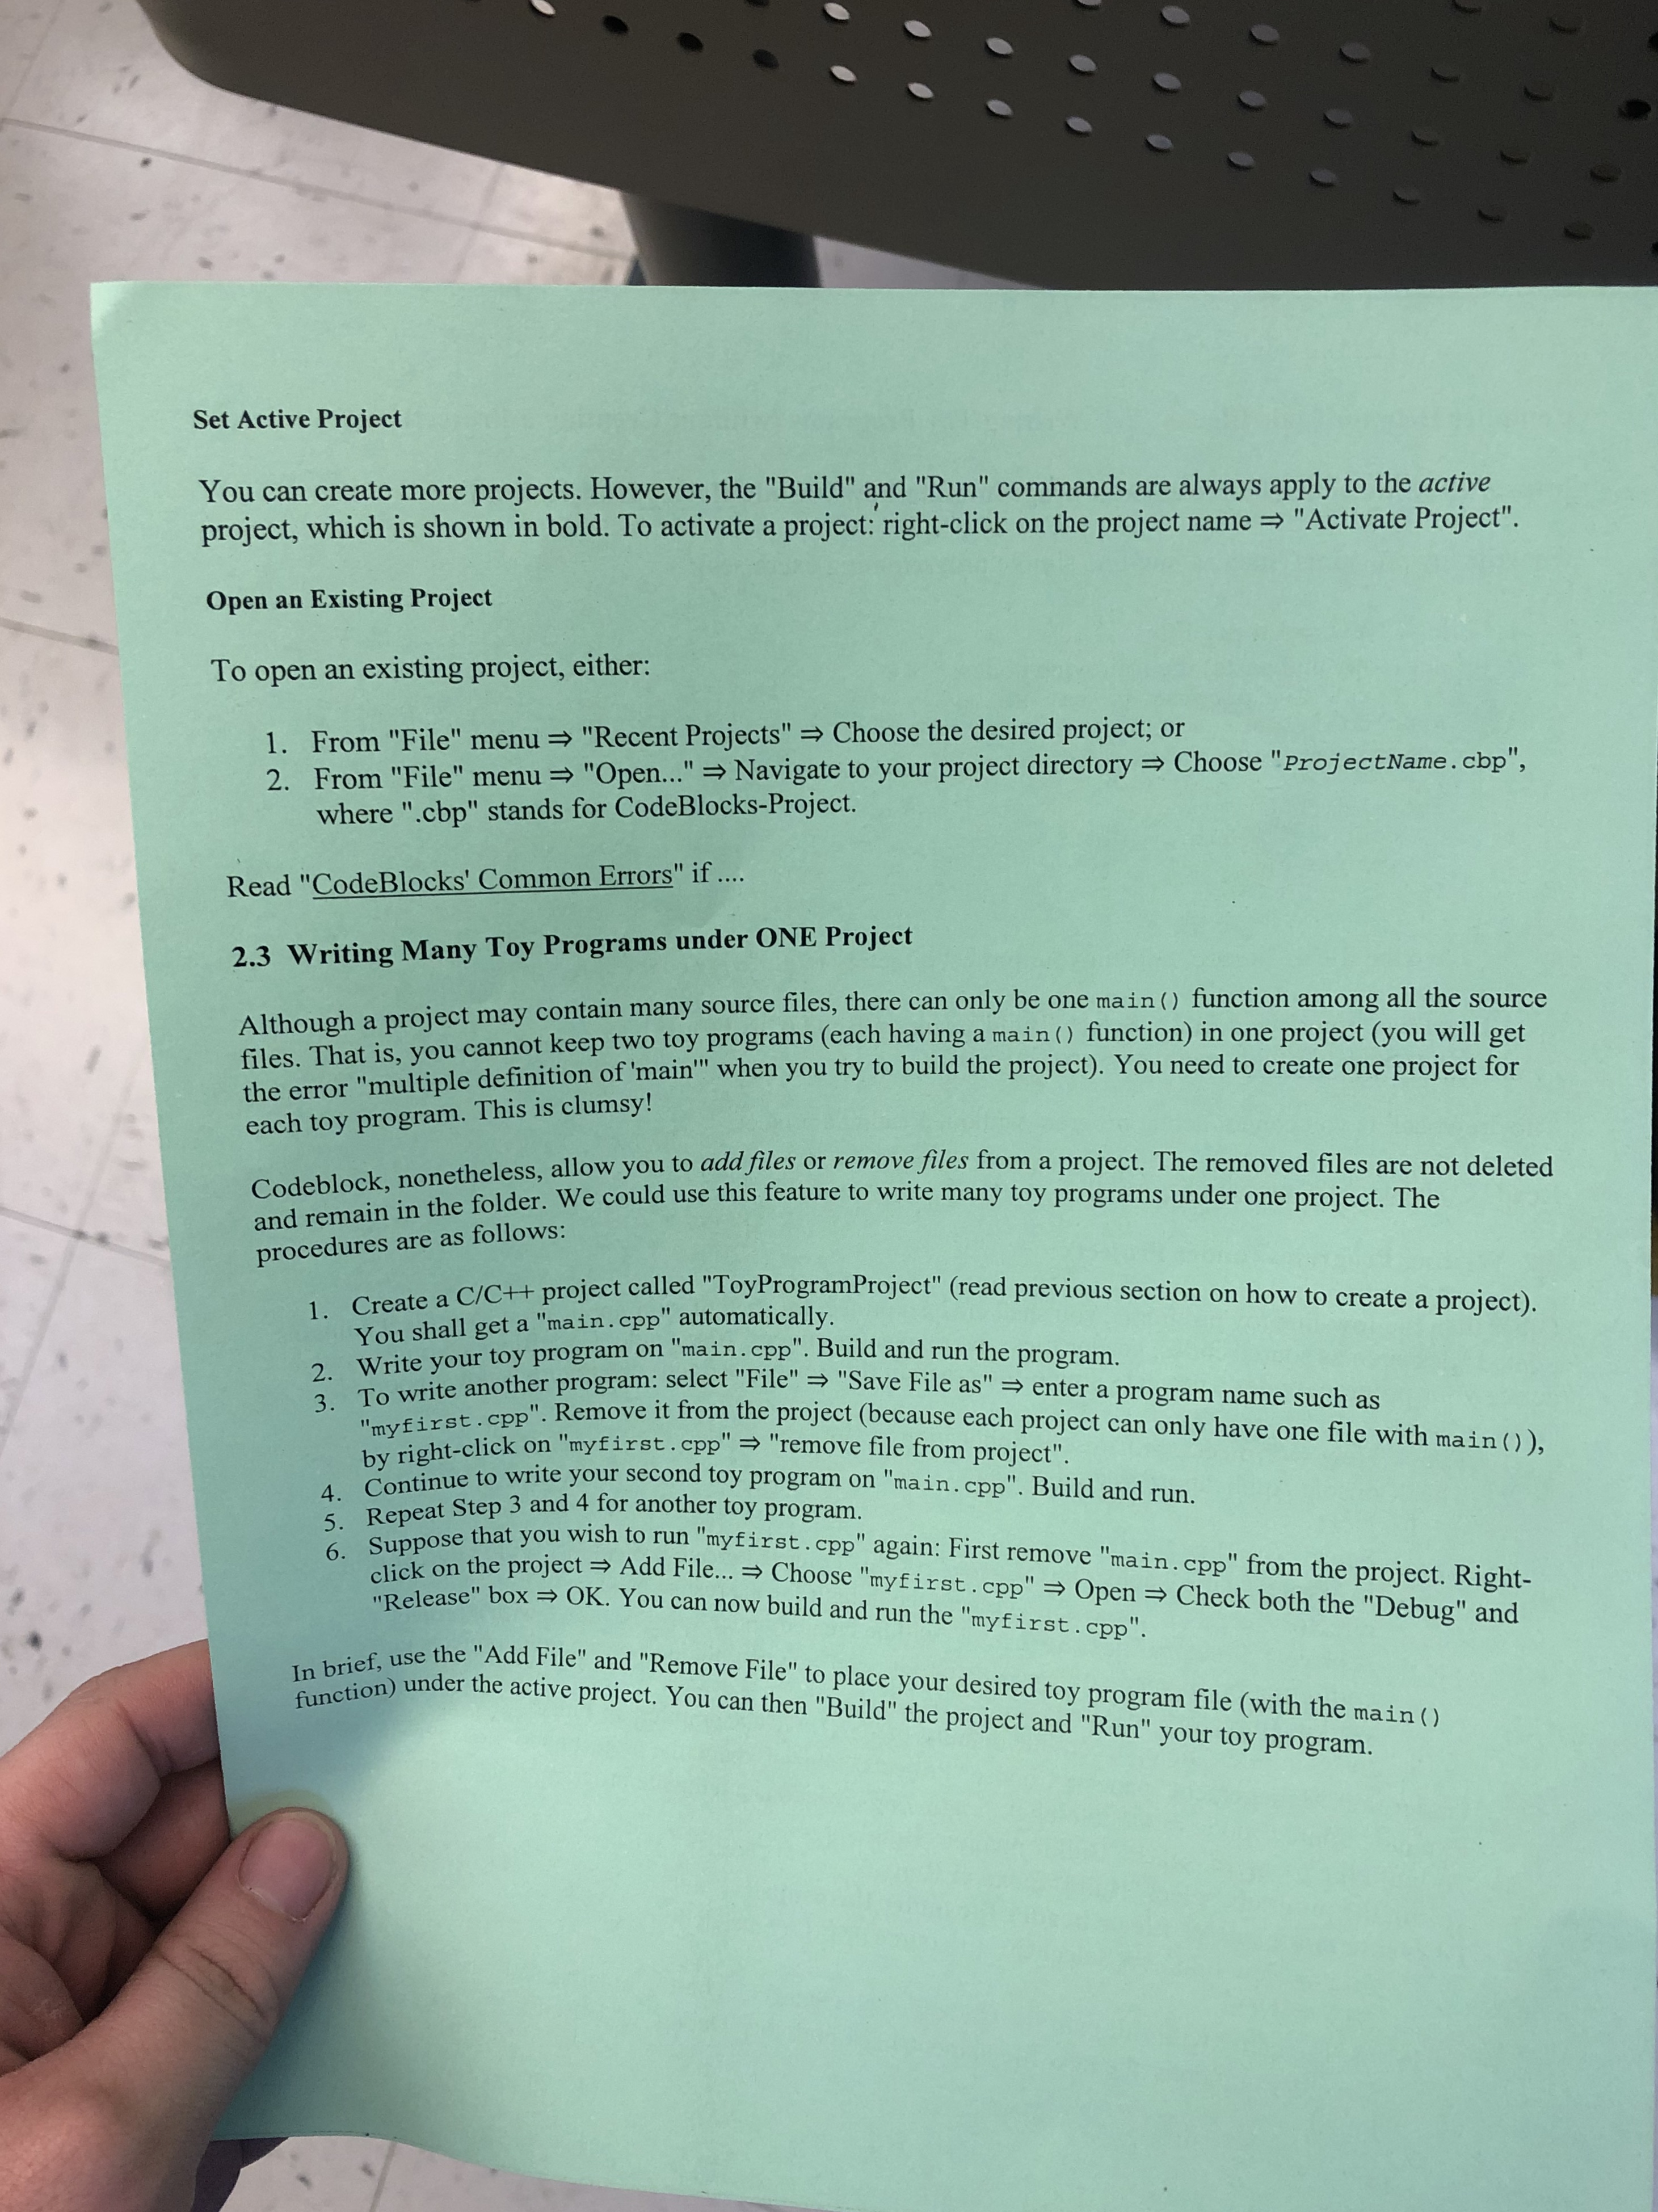 Set Active Project
You can create more projects. However, the "Build" and "Run" commands are always apply to the active
project, which is shown in bold. To activate a project: right-click on the project name ⇒ "Activate Project".
Open an Existing Project
To open an existing project, either:
1. From "File" menu ⇒ "Recent Projects" ⇒ Choose the desired project; or
2. From "File" menu ⇒ "Open..." ⇒ Navigate to your project directory ⇒ Choose "ProjectName.cbp",
where ".cbp" stands for CodeBlocks-Project.
Read "CodeBlocks' Common Errors" if ....
2.3 Writing Many Toy Programs under ONE Project
Although a project may contain many source files, there can only be one main() function among all the source
files. That is, you cannot keep two toy programs (each having a main() function) in one project (you will get
the error "multiple definition of 'main'" when you try to build the project). You need to create one project for
each toy program. This is clumsy!
Codeblock, nonetheless, allow you to add files or remove files from a project. The removed files are not deleted
and remain in the folder. We could use this feature to write many toy programs under one project. The
procedures are as follows:
1. Create a C/C++ project called "ToyProgramProject" (read previous section on how to create a project).
You shall get a "main.cpp" automatically.
2. Write your toy program on "main.cpp". Build and run the program.
3. To write another program: select "File" ⇒ "Save File as" ⇒ enter a program name such as
"myfirst.cpp". Remove it from the project (because each project can only have one file with main()),
by right-click on "myfirst.cpp" ⇒ "remove file from project".
4. Continue to write your second toy program on "main.cpp". Build and run.
5. Repeat Step 3 and 4 for another toy program.
6. Suppose that you wish to run "myfirst.cpp" again: First remove "main.cpp" from the project. Right-
click on the project ⇒ Add File... ⇒ Choose "myfirst.cpp" ⇒ Open ⇒ Check both the "Debug" and
"Release" box ⇒ OK. You can now build and run the "myfirst.cpp".
In brief, use the "Add File" and "Remove File" to place your desired toy program file (with the main()
function) under the active project. You can then "Build" the project and "Run" your toy program.